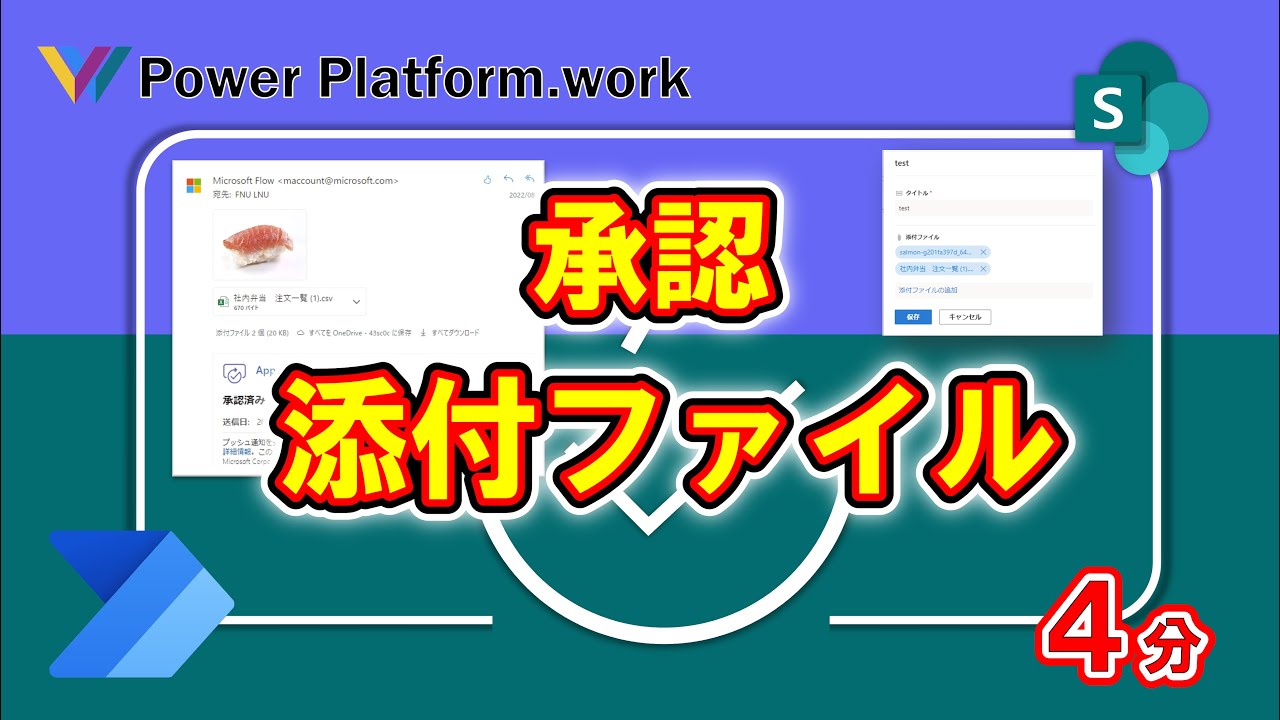 Power Platform.work
S
Microsoft Flow <maccount@microsoft.com>
宛先: FNU LNU
2022/08
社内弁当 注文一覧 (1).csv
670 バイト
添付ファイル 2 個 (20 KB) すべてを OneDrive - 43sc0c に保存 すべてダウンロード
App
承認済み
送信日: 20
プッシュ通知を
詳細情報。この
Microsoft Corpo
test
タイトル *
test
添付ファイル
salmon-g201fa397d_64...
社内弁当 注文一覧 (1)....
添付ファイルの追加
保存 キャンセル
承認
添付ファイル
4分